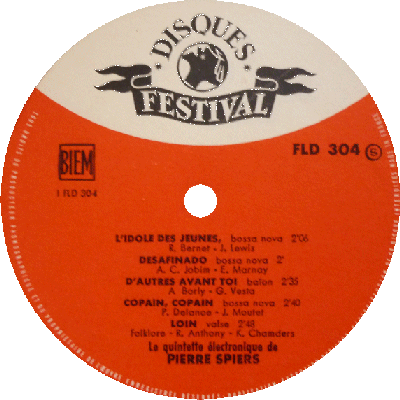 DISQUES
FESTIVAL
BIEM
FLD 304 S
1 FLD 304
L'IDOLE DES JEUNES, bossa nova 2'06
R. Bernet - J. Lewis
DESAFINADO bossa nova 2'
A. C. Jobim - E. Marnay
D'AUTRES AVANT TOI baïon 2'35
A. Borly - G. Vesta
COPAIN, COPAIN bossa nova 2'40
P. Delanoe - J. Moutet
LOIN valse 2'48
Folklore - R. Anthony - K. Chamders
Le quintette électronique de
PIERRE SPIERS